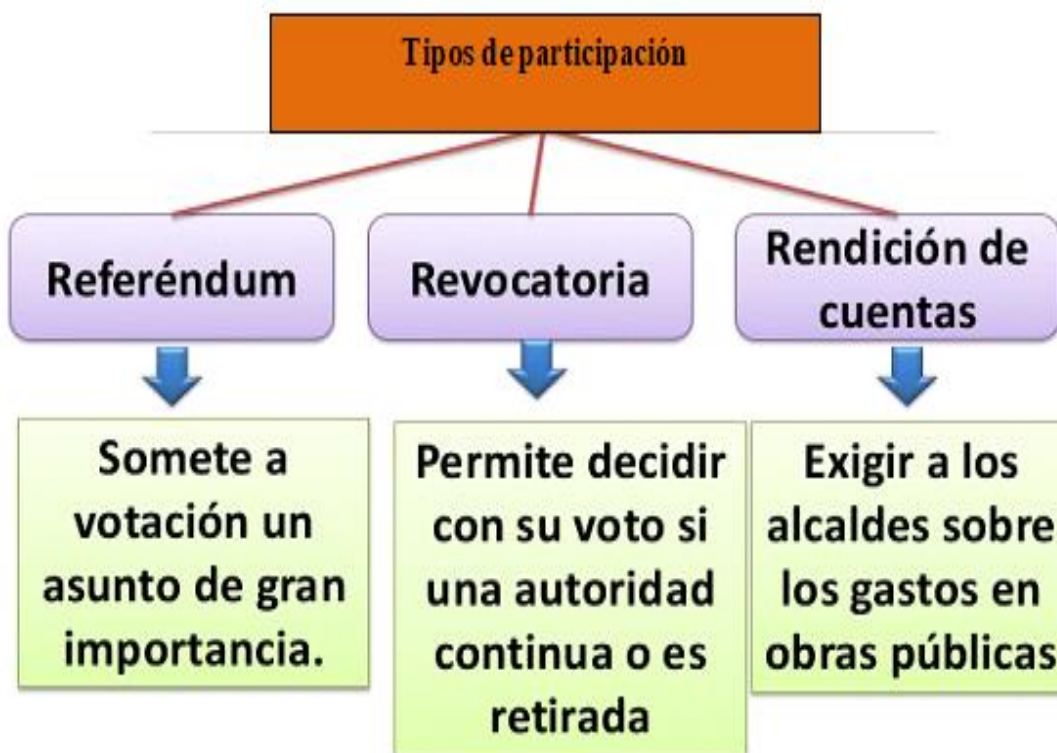 Tipos de participación
Referéndum
Revocatoria
Rendición de
cuentas
Somete a
votación un
asunto de gran
importancia.
Permite decidir
con su voto si
una autoridad
continua o es
retirada
Exigir a los
alcaldes sobre
los gastos en
obras públicas